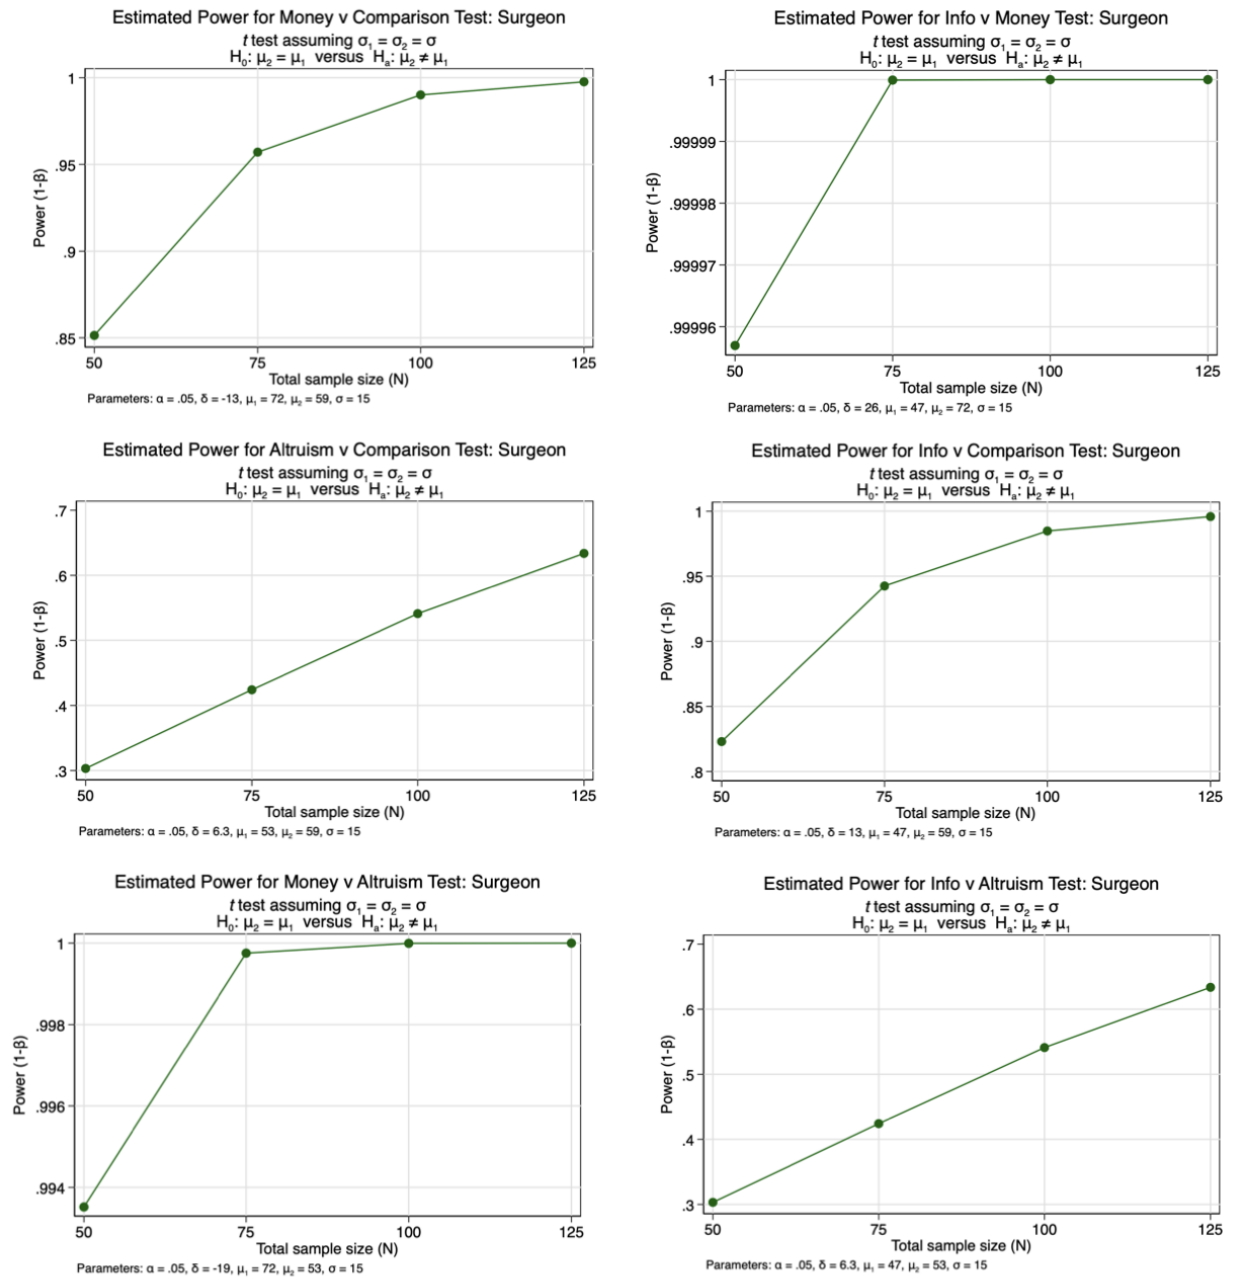 Estimated Power for Money v Comparison Test: Surgeon
t test assuming σ₁ = σ₂ = σ
H₀: μ₂ = μ₁ versus Hₐ: μ₂ ≠ μ₁
1
.95
.9
.85
Power (1-β)
50 75 100 125
Total sample size (N)
Parameters: α = .05, δ = -13, μ₁ = 72, μ₂ = 59, σ = 15
Estimated Power for Info v Money Test: Surgeon
t test assuming σ₁ = σ₂ = σ
H₀: μ₂ = μ₁ versus Hₐ: μ₂ ≠ μ₁
1
.99999
.99998
.99997
.99996
Power (1-β)
50 75 100 125
Total sample size (N)
Parameters: α = .05, δ = 26, μ₁ = 47, μ₂ = 72, σ = 15
Estimated Power for Altruism v Comparison Test: Surgeon
t test assuming σ₁ = σ₂ = σ
H₀: μ₂ = μ₁ versus Hₐ: μ₂ ≠ μ₁
.7
.6
.5
.4
.3
Power (1-β)
50 75 100 125
Total sample size (N)
Parameters: α = .05, δ = 6.3, μ₁ = 53, μ₂ = 59, σ = 15
Estimated Power for Info v Comparison Test: Surgeon
t test assuming σ₁ = σ₂ = σ
H₀: μ₂ = μ₁ versus Hₐ: μ₂ ≠ μ₁
1
.95
.9
.85
.8
Power (1-β)
50 75 100 125
Total sample size (N)
Parameters: α = .05, δ = 13, μ₁ = 47, μ₂ = 59, σ = 15
Estimated Power for Money v Altruism Test: Surgeon
t test assuming σ₁ = σ₂ = σ
H₀: μ₂ = μ₁ versus Hₐ: μ₂ ≠ μ₁
1
.998
.996
.994
Power (1-β)
50 75 100 125
Total sample size (N)
Parameters: α = .05, δ = -19, μ₁ = 72, μ₂ = 53, σ = 15
Estimated Power for Info v Altruism Test: Surgeon
t test assuming σ₁ = σ₂ = σ
H₀: μ₂ = μ₁ versus Hₐ: μ₂ ≠ μ₁
.7
.6
.5
.4
.3
Power (1-β)
50 75 100 125
Total sample size (N)
Parameters: α = .05, δ = 6.3, μ₁ = 47, μ₂ = 53, σ = 15